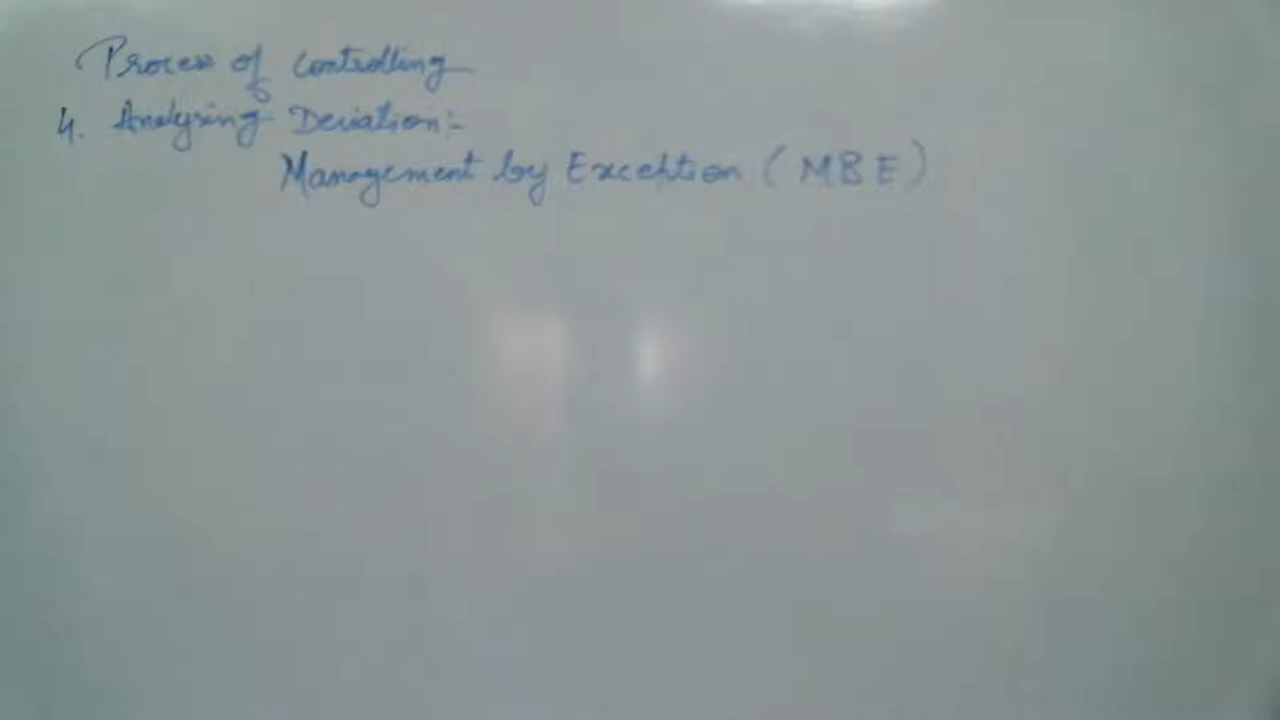 Process of controlling
4. Analysing Deviation:-
Management by Exception (MBE)